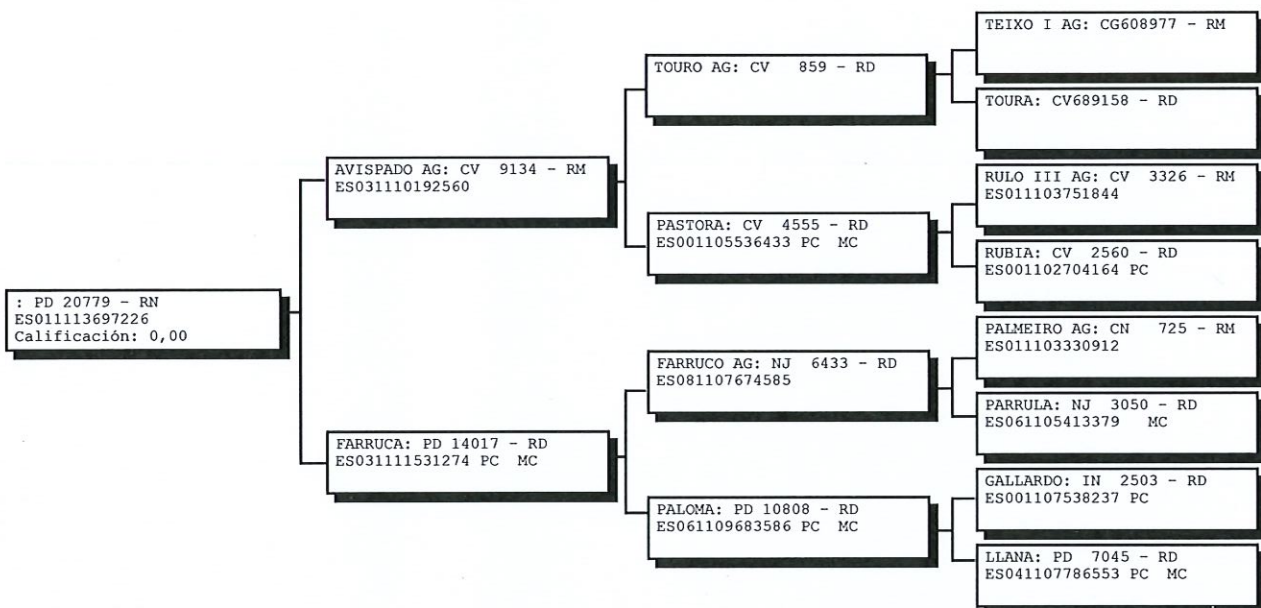 : PD 20779 - RN
ES011113697226
Calificación: 0,00
AVISPADO AG: CV 9134 - RM
ES031110192560
FARRUCA: PD 14017 - RD
ES031111531274 PC MC
TOURO AG: CV 859 - RD
PASTORA: CV 4555 - RD
ES001105536433 PC MC
FARRUCO AG: NJ 6433 - RD
ES081107674585
PALOMA: PD 10808 - RD
ES061109683586 PC MC
TEIXO I AG: CG608977 - RM
TOURA: CV689158 - RD
RULO III AG: CV 3326 - RM
ES011103751844
RUBIA: CV 2560 - RD
ES001102704164 PC
PALMEIRO AG: CN 725 - RM
ES011103330912
PARRULA: NJ 3050 - RD
ES061105413379 MC
GALLARDO: IN 2503 - RD
ES001107538237 PC
LLANA: PD 7045 - RD
ES041107786553 PC MC